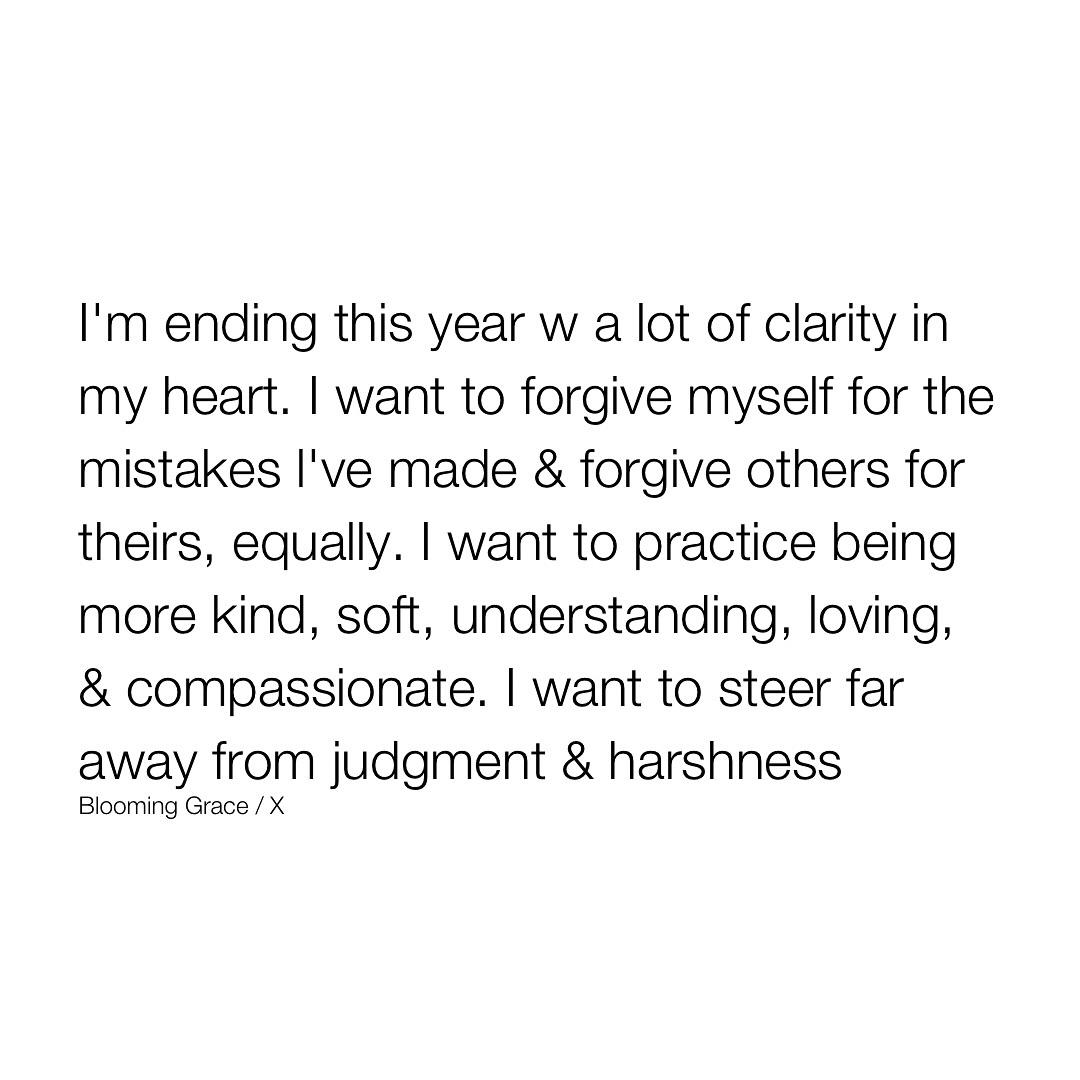 I'm ending this year w a lot of clarity in
my heart. I want to forgive myself for the
mistakes I've made & forgive others for
theirs, equally. I want to practice being
more kind, soft, understanding, loving,
& compassionate. I want to steer far
away from judgment & harshness
Blooming Grace / X